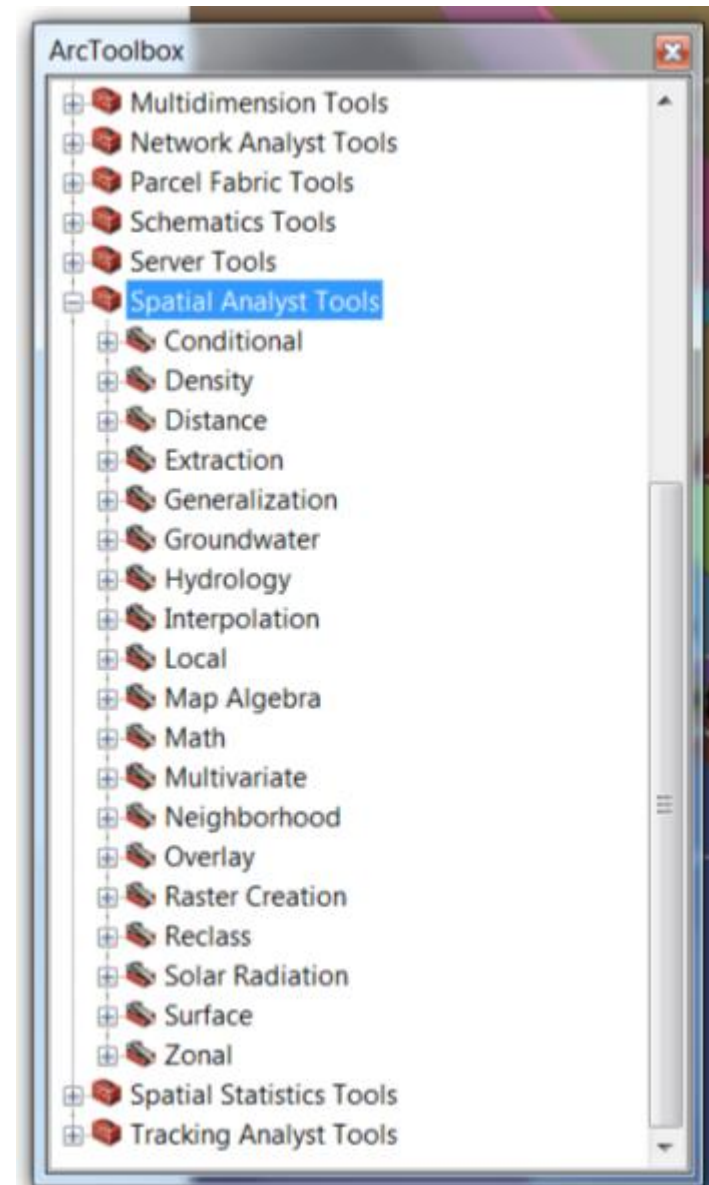 ArcToolbox
Multidimension Tools
Network Analyst Tools
Parcel Fabric Tools
Schematics Tools
Server Tools
Spatial Analyst Tools
Conditional
Density
Distance
Extraction
Generalization
Groundwater
Hydrology
Interpolation
Local
Map Algebra
Math
Multivariate
Neighborhood
Overlay
Raster Creation
Reclass
Solar Radiation
Surface
Zonal
Spatial Statistics Tools
Tracking Analyst Tools